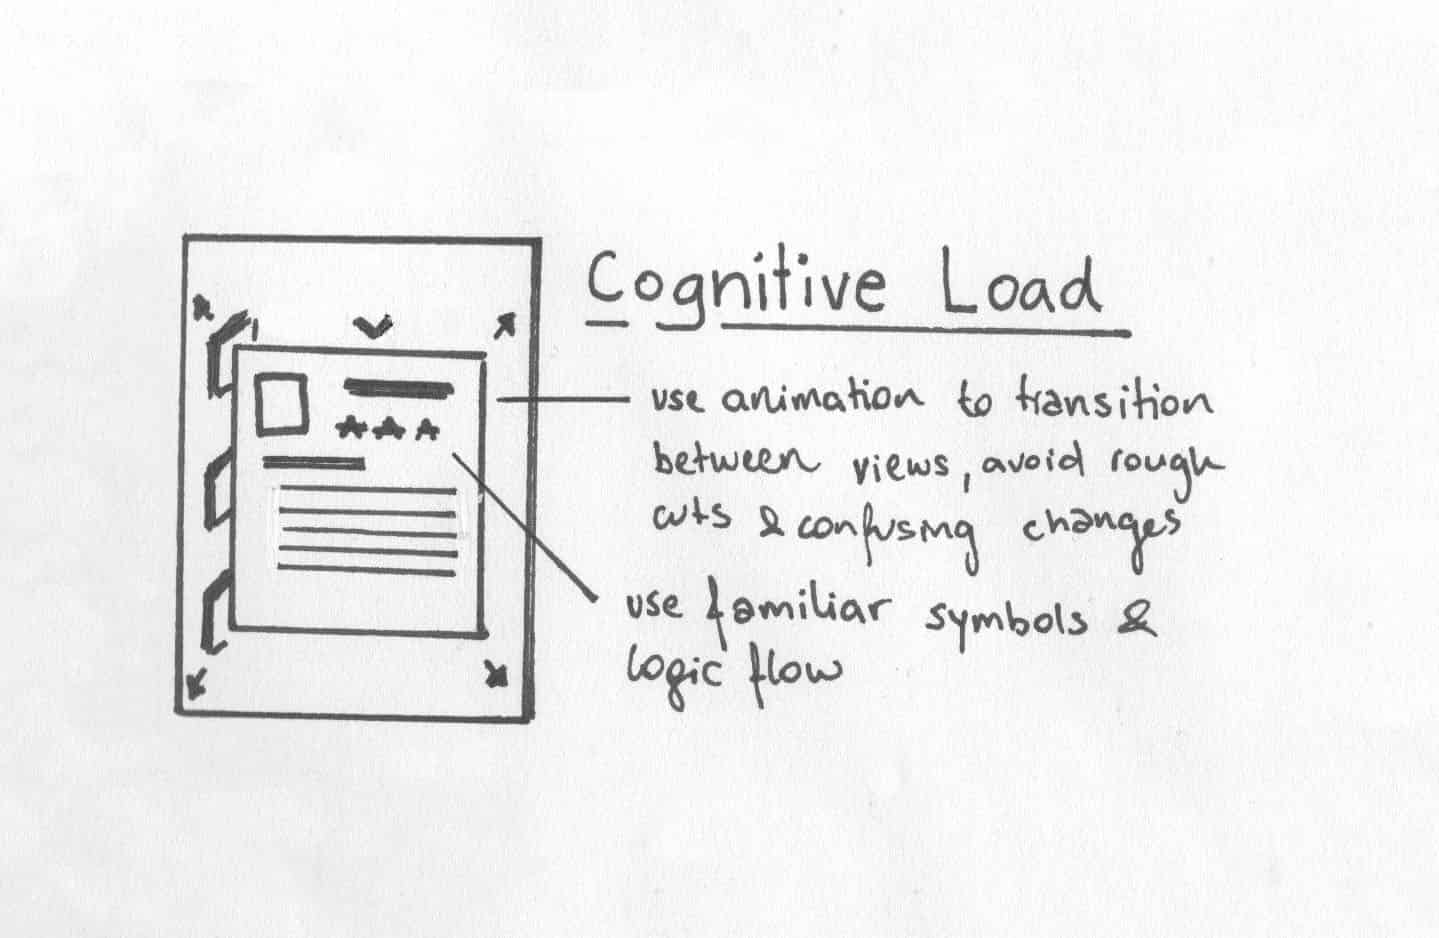 Cognitive Load
use animation to transition
between views, avoid rough
cuts & confusing changes
use familiar symbols &
logic flow